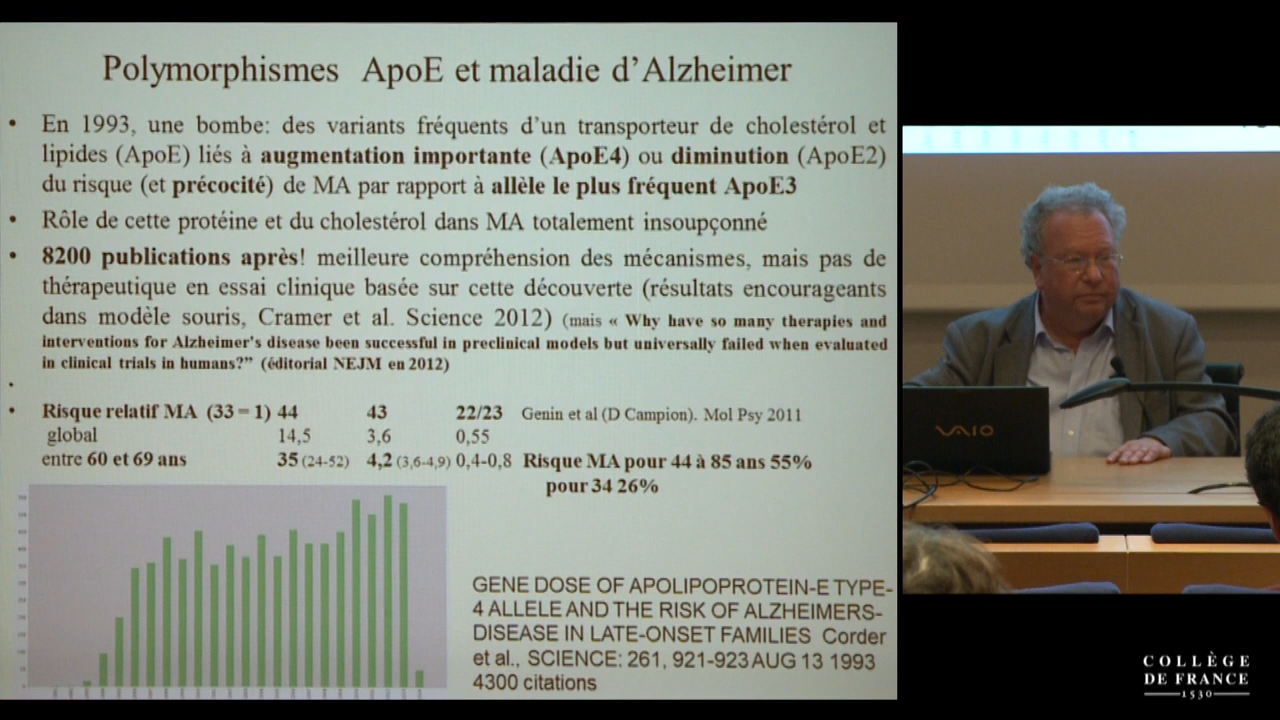 Polymorphismes ApoE et maladie d’Alzheimer
• En 1993, une bombe: des variants fréquents d’un transporteur de cholestérol et
lipides (ApoE) liés à augmentation importante (ApoE4) ou diminution (ApoE2)
du risque (et précocité) de MA par rapport à allèle le plus fréquent ApoE3
• Rôle de cette protéine et du cholestérol dans MA totalement insoupçonné
• 8200 publications après! meilleure compréhension des mécanismes, mais pas de
thérapeutique en essai clinique basée sur cette découverte (résultats encourageants
dans modèle souris, Cramer et al. Science 2012) (mais « Why have so many therapies and
interventions for Alzheimer's disease been successful in preclinical models but universally failed when evaluated
in clinical trials in humans?” (éditorial NEJM en 2012)
•
• Risque relatif MA (33 = 1) 44 43 22/23 Genin et al (D Campion). Mol Psy 2011
global 14,5 3,6 0,55
entre 60 et 69 ans 35 (24-52) 4,2 (3,6-4,9) 0,4-0,8 Risque MA pour 44 à 85 ans 55%
pour 34 26%
GENE DOSE OF APOLIPOPROTEIN-E TYPE-
4 ALLELE AND THE RISK OF ALZHEIMERS-
DISEASE IN LATE-ONSET FAMILIES Corder
et al., SCIENCE: 261, 921-923 AUG 13 1993
4300 citations
VAIO
COLLÈGE
DE FRANCE
1530